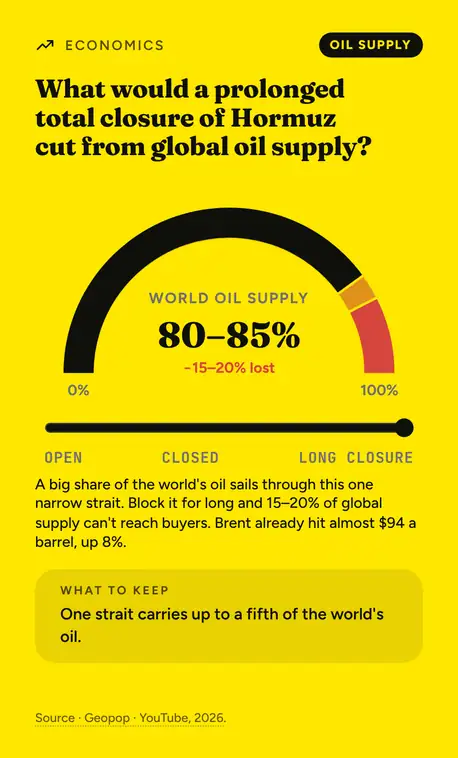 ECONOMICS
OIL SUPPLY
What would a prolonged
total closure of Hormuz
cut from global oil supply?
WORLD OIL SUPPLY
80–85%
−15–20% lost
0%
100%
OPEN
CLOSED
LONG CLOSURE
A big share of the world's oil sails through this one
narrow strait. Block it for long and 15–20% of global
supply can't reach buyers. Brent already hit almost $94 a
barrel, up 8%.
WHAT TO KEEP
One strait carries up to a fifth of the world's
oil.
Source · Geopop · YouTube, 2026.